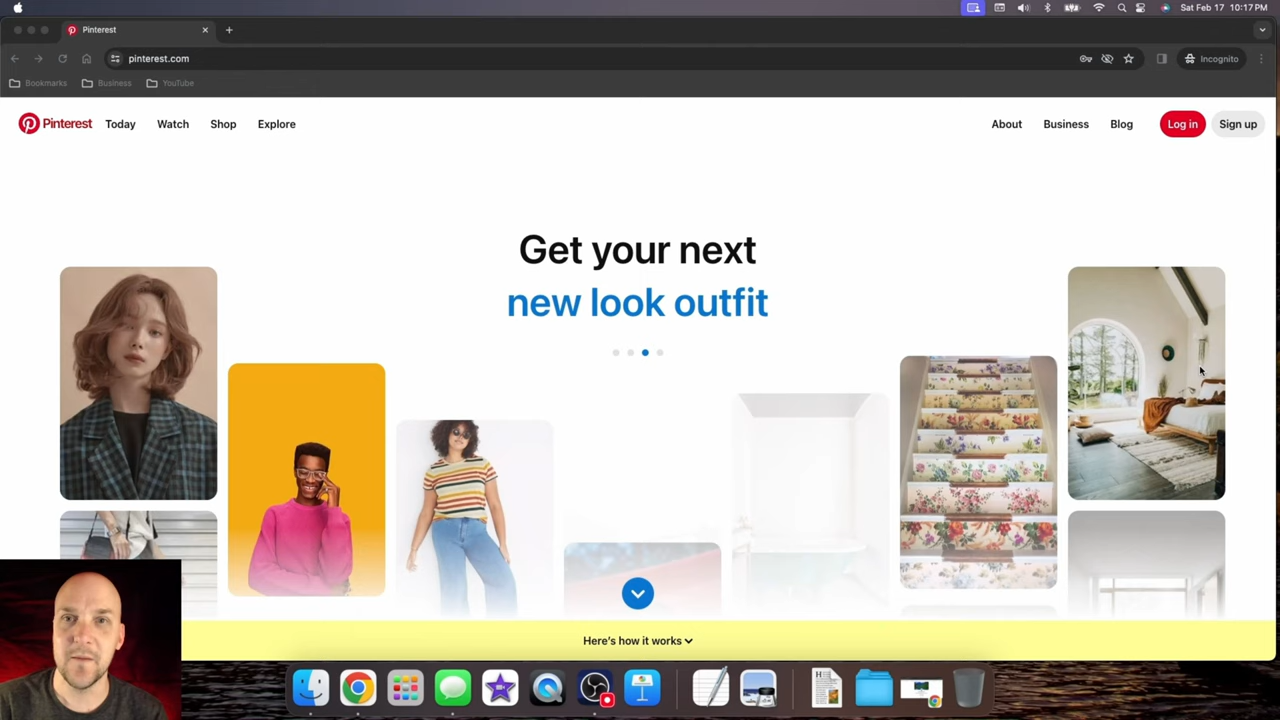 Sat Feb 17 10:17 PM
Pinterest
pinterest.com
Incognito
Bookmarks
Business
YouTube
Pinterest
Today
Watch
Shop
Explore
About
Business
Blog
Log in
Sign up
Get your next
new look outfit
Here's how it works